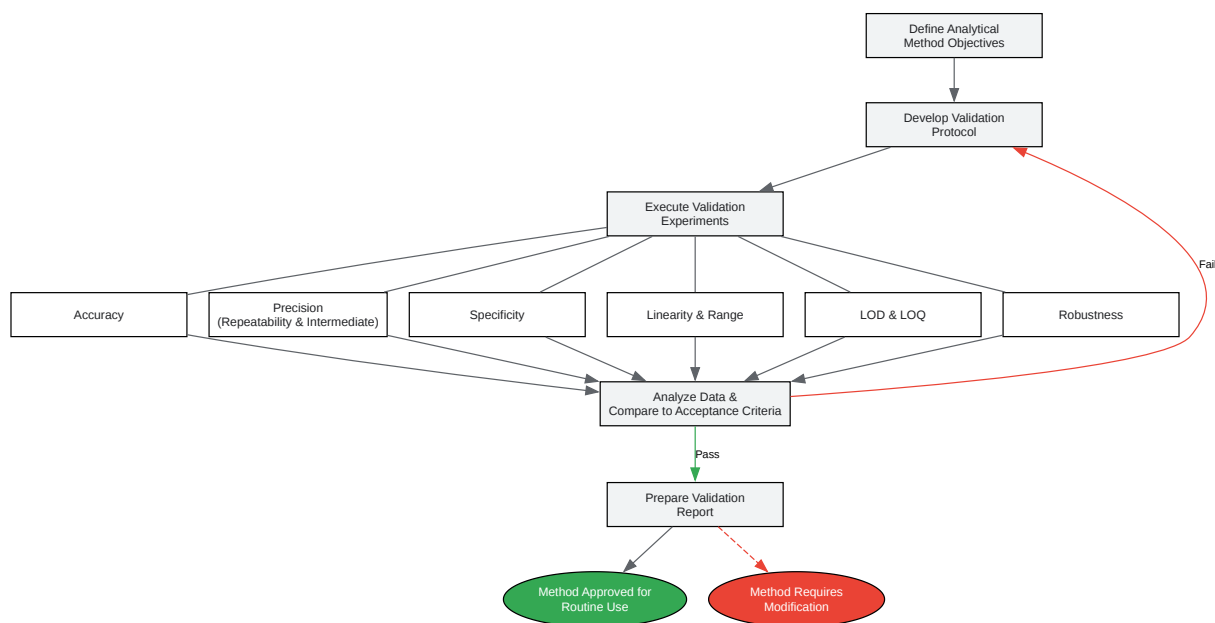 Define Analytical
Method Objectives
Develop Validation
Protocol
Execute Validation
Experiments
Fail
Accuracy
Precision
(Repeatability & Intermediate)
Specificity
Linearity & Range
LOD & LOQ
Robustness
Analyze Data &
Compare to Acceptance Criteria
Pass
Prepare Validation
Report
Method Approved for
Routine Use
Method Requires
Modification